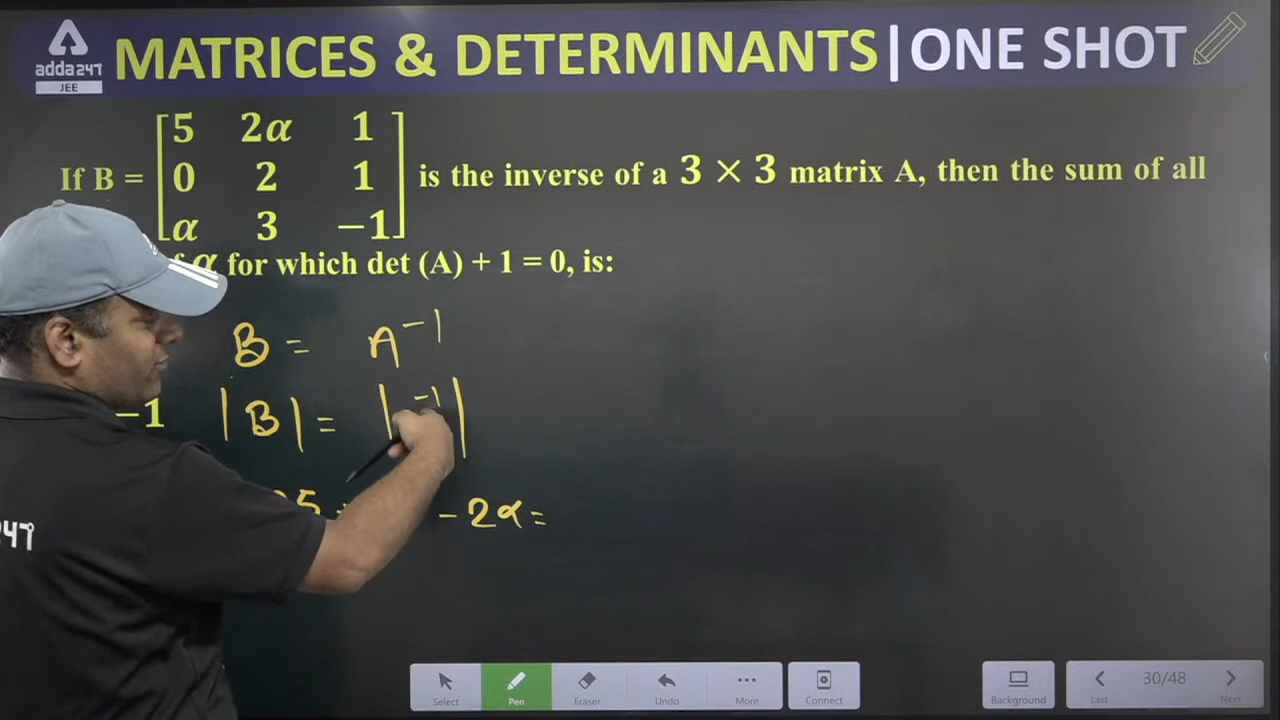 adda247
JEE
MATRICES & DETERMINANTS | ONE SHOT
If B = [5 2α 1
0 2 1
α 3 −1] is the inverse of a 3 × 3 matrix A, then the sum of all
α for which det (A) + 1 = 0, is:
B = A⁻¹
−1 |B| = | ⁻¹|
5 − 2α =
247
Select
Pen
Eraser
Undo
More
Connect
Background
Last
30/48
Next